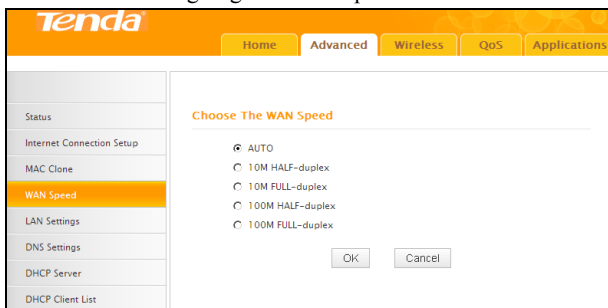 Tenda
Home Advanced Wireless QoS Applications
Status
Internet Connection Setup
MAC Clone
WAN Speed
LAN Settings
DNS Settings
DHCP Server
DHCP Client List
Choose The WAN Speed
AUTO
10M HALF-duplex
10M FULL-duplex
100M HALF-duplex
100M FULL-duplex
OK Cancel